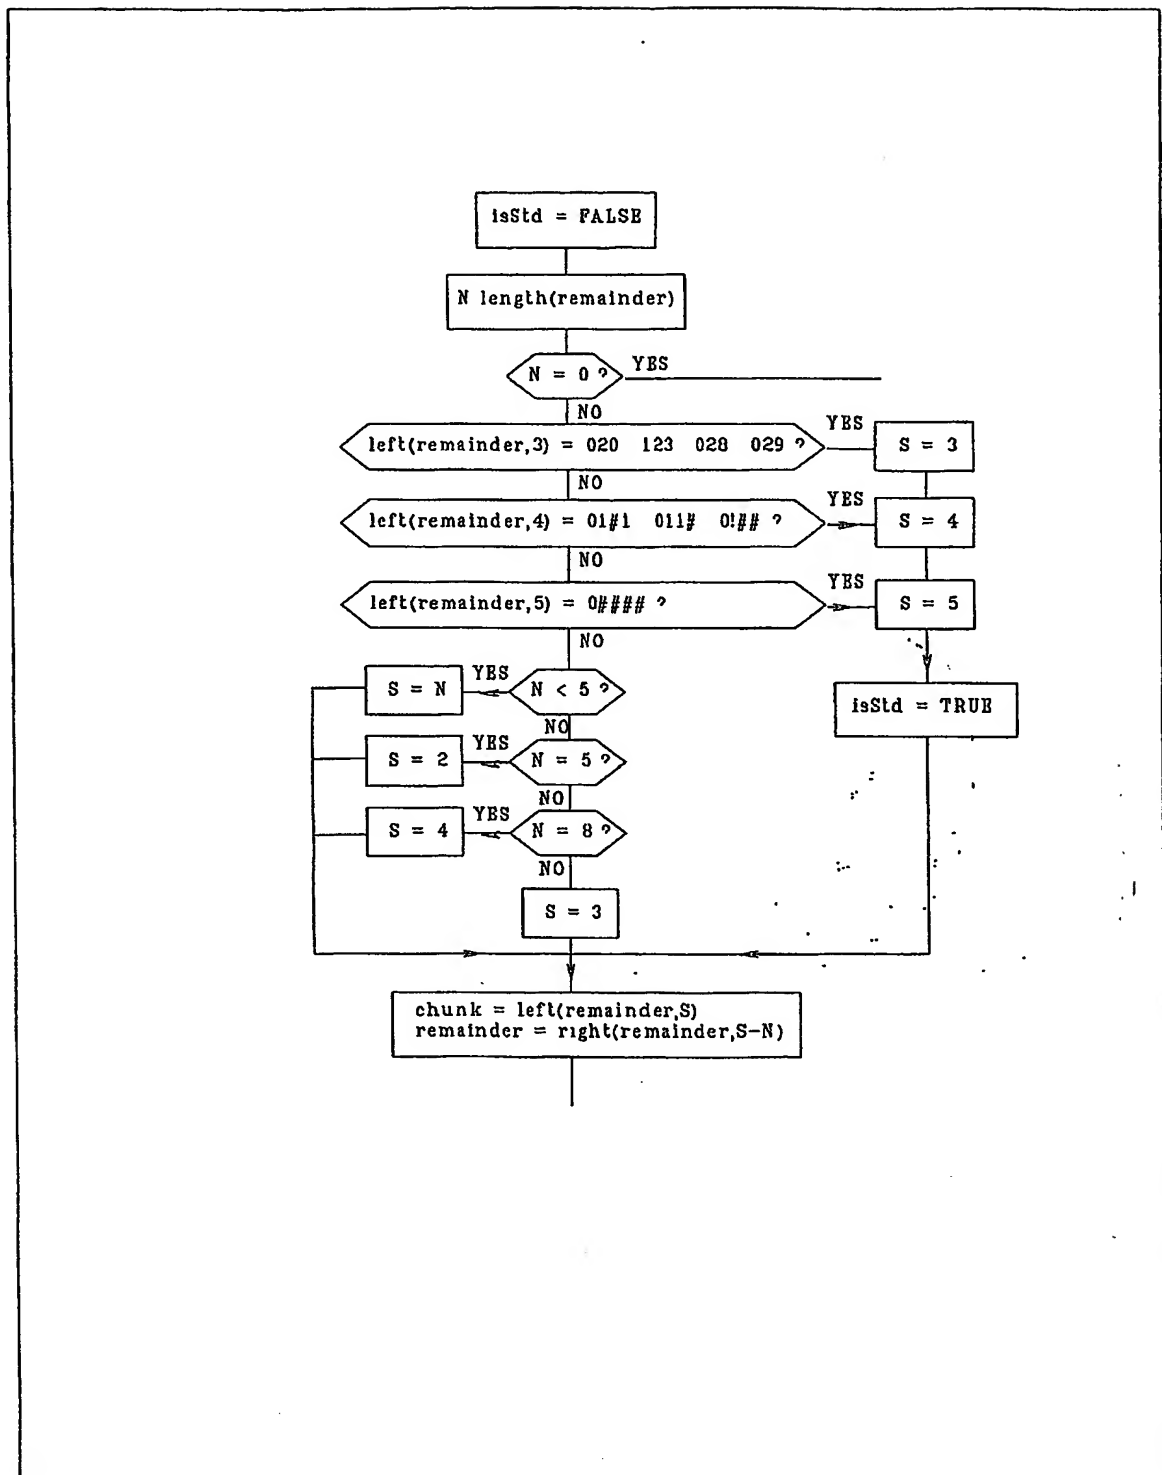 isStd = FALSE
N length(remainder)
N = 0 ?
YES
NO
left(remainder,3) = 020 123 028 029 ?
YES
S = 3
NO
left(remainder,4) = 01#1 011# 0!## ?
YES
S = 4
NO
left(remainder,5) = 0#### ?
YES
S = 5
NO
S = N
YES
N < 5 ?
isStd = TRUE
NO
S = 2
YES
N = 5 ?
NO
S = 4
YES
N = 8 ?
NO
S = 3
chunk = left(remainder,S)
remainder = right(remainder,S-N)